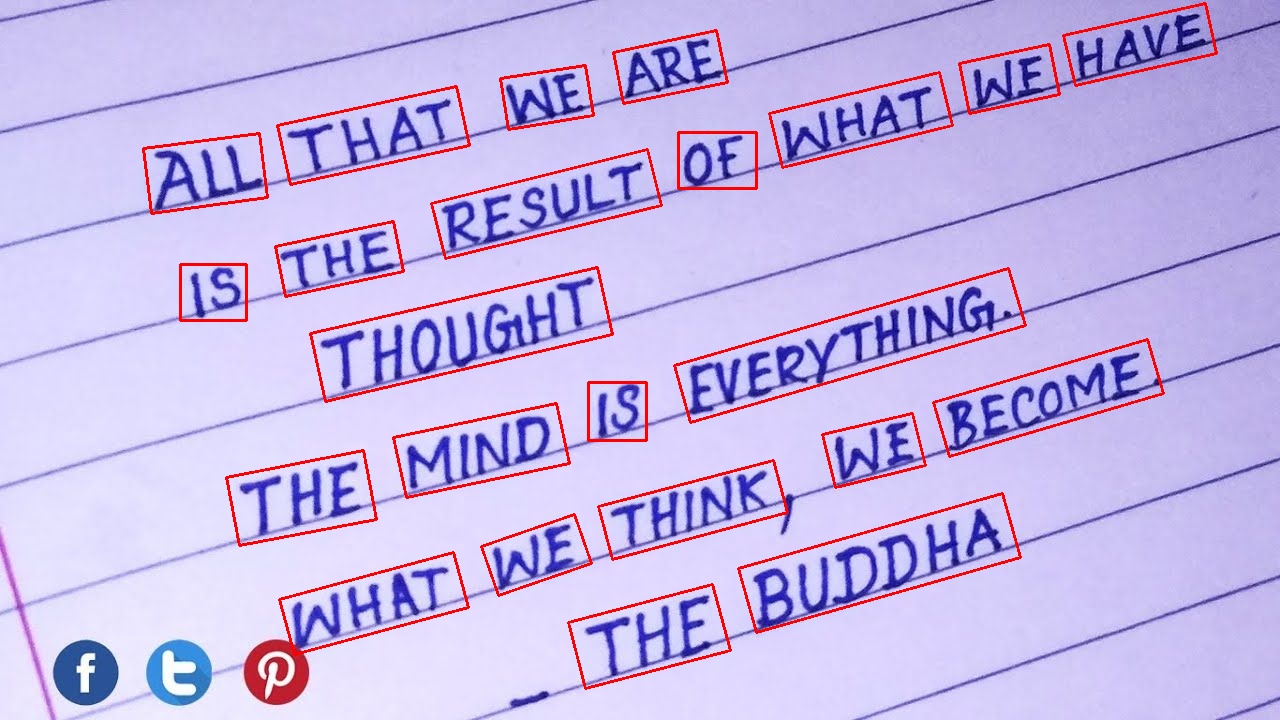 ALL THAT WE ARE
IS THE RESULT OF WHAT WE HAVE
THOUGHT
THE MIND IS EVERYTHING.
WHAT WE THINK, WE BECOME.
_ THE BUDDHA